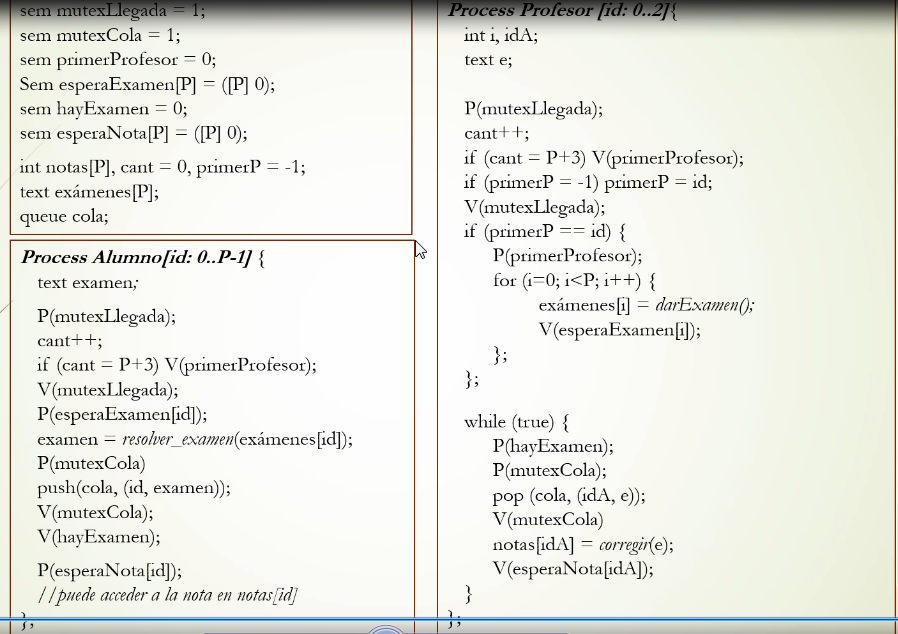 sem mutexLlegada = 1;
sem mutexCola = 1;
sem primerProfesor = 0;
Sem esperaExamen[P] = ([P] 0);
sem hayExamen = 0;
sem esperaNota[P] = ([P] 0);
int notas[P], cant = 0, primerP = -1;
text exámenes[P];
queue cola;
Process Alumno[id: 0..P-1] {
text examen;
P(mutexLlegada);
cant++;
if (cant = P+3) V(primerProfesor);
V(mutexLlegada);
P(esperaExamen[id]);
examen = resolver_examen(exámenes[id]);
P(mutexCola)
push(cola, (id, examen));
V(mutexCola);
V(hayExamen);
P(esperaNota[id]);
//puede acceder a la nota en notas[id]
};
Process Profesor [id: 0..2]{
int i, idA;
text e;
P(mutexLlegada);
cant++;
if (cant = P+3) V(primerProfesor);
if (primerP = -1) primerP = id;
V(mutexLlegada);
if (primerP == id) {
P(primerProfesor);
for (i=0; i<P; i++) {
exámenes[i] = darExamen();
V(esperaExamen[i]);
};
};
while (true) {
P(hayExamen);
P(mutexCola);
pop (cola, (idA, e));
V(mutexCola)
notas[idA] = corregir(e);
V(esperaNota[idA]);
}
};